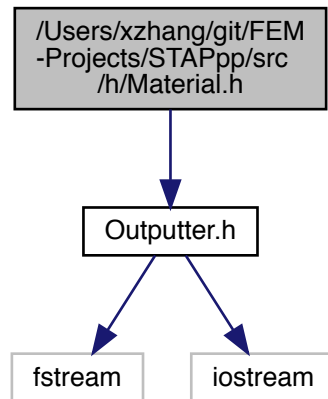 /Users/xzhang/git/FEM
-Projects/STAPpp/src
/h/Material.h
Outputter.h
fstream
iostream